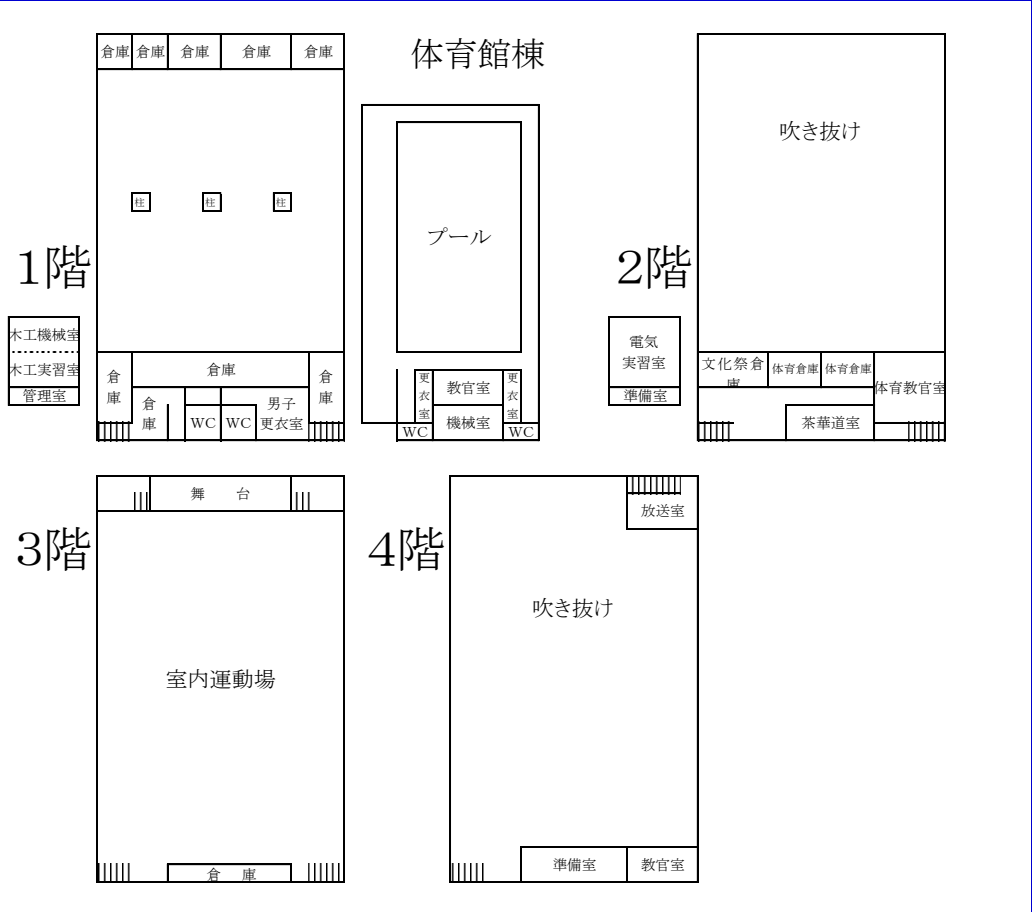 体育館棟
1階
倉庫 倉庫 倉庫 倉庫 倉庫
柱 柱 柱
木工機械室
木工実習室
管理室
倉庫
倉庫
倉庫
倉庫
WC WC
男子
更衣室
プール
更衣室
教官室
更衣室
機械室
WC
WC
2階
吹き抜け
電気
実習室
準備室
文化祭倉
庫
体育倉庫 体育倉庫
体育教官室
茶華道室
3階
舞 台
室内運動場
倉 庫
4階
放送室
吹き抜け
準備室 教官室